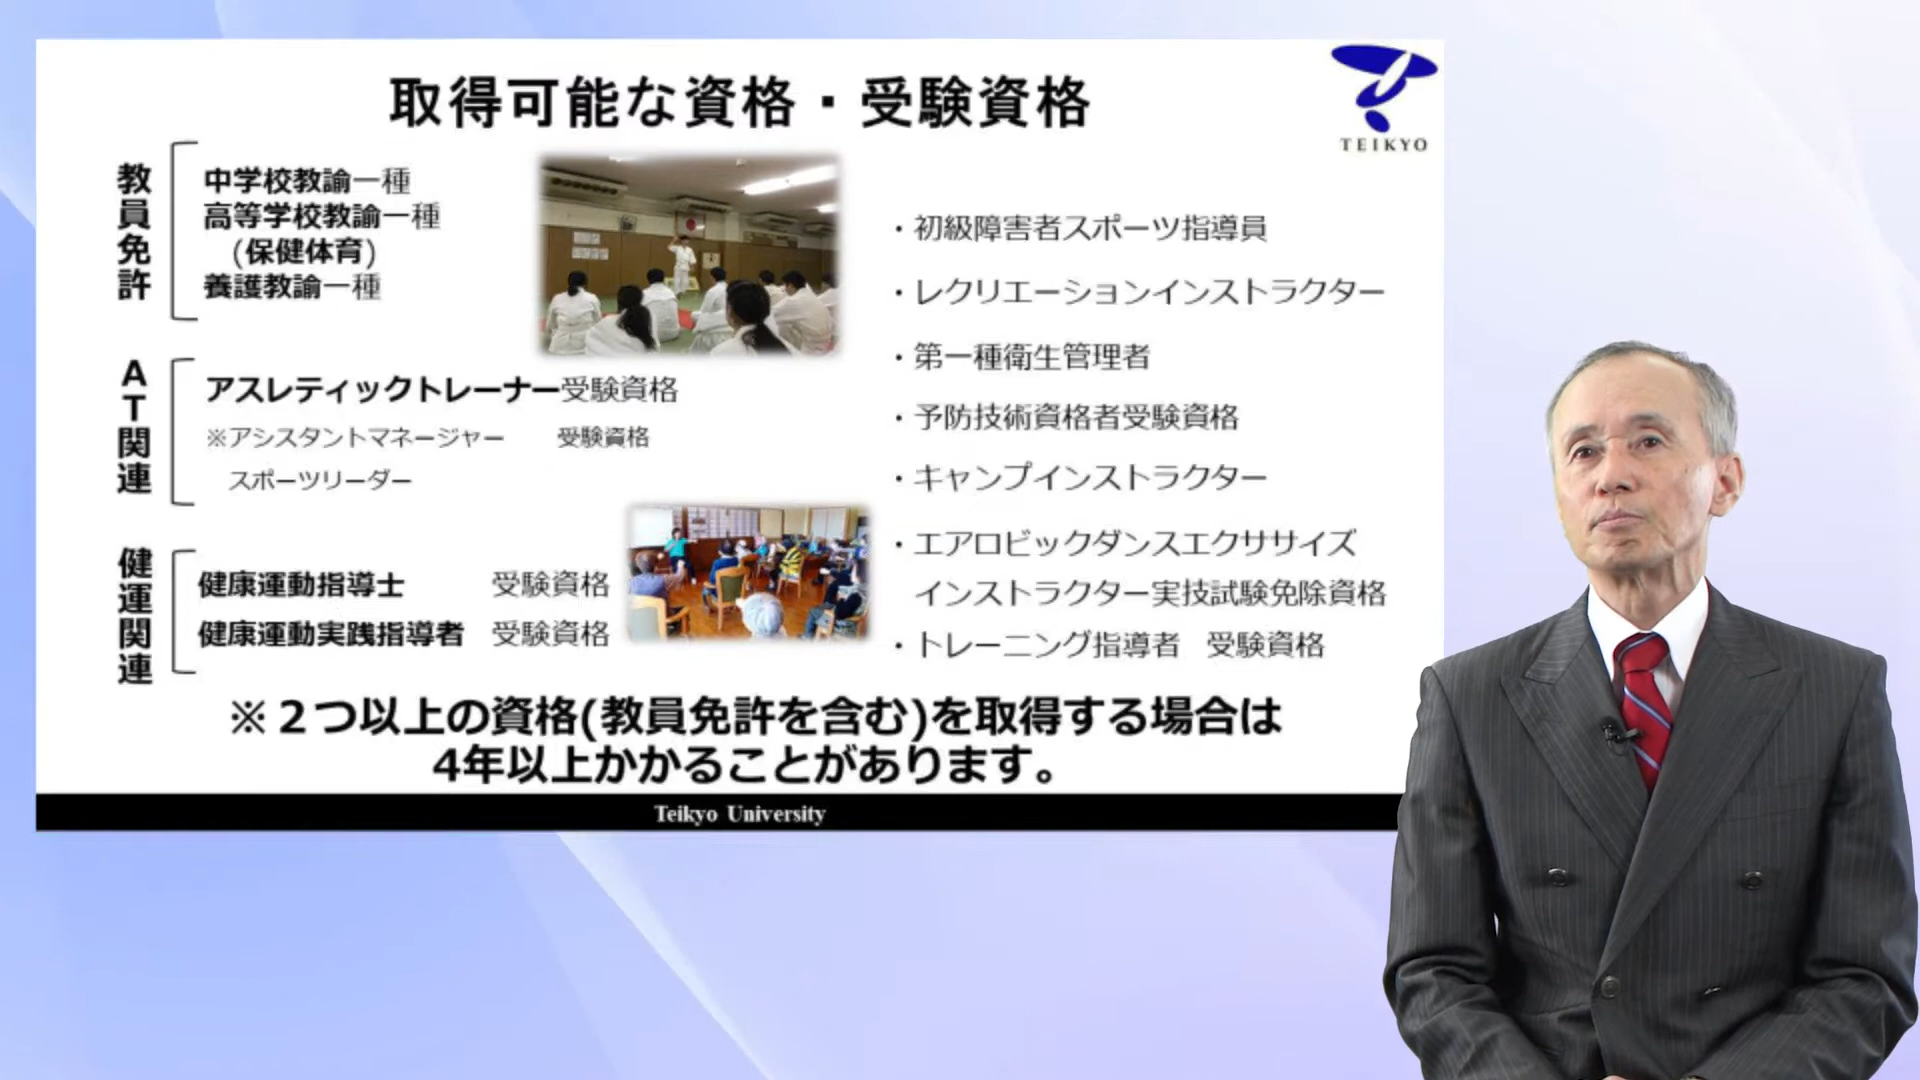 取得可能な資格・受験資格
TEIKYO
教員免許
中学校教諭一種
高等学校教諭一種
(保健体育)
養護教諭一種
AT関連
アスレティックトレーナー受験資格
※アシスタントマネージャー 受験資格
スポーツリーダー
健運関連
健康運動指導士 受験資格
健康運動実践指導者 受験資格
・初級障害者スポーツ指導員
・レクリエーションインストラクター
・第一種衛生管理者
・予防技術資格者受験資格
・キャンプインストラクター
・エアロビックダンスエクササイズ
インストラクター実技試験免除資格
・トレーニング指導者 受験資格
※２つ以上の資格(教員免許を含む)を取得する場合は
4年以上かかることがあります。
Teikyo University